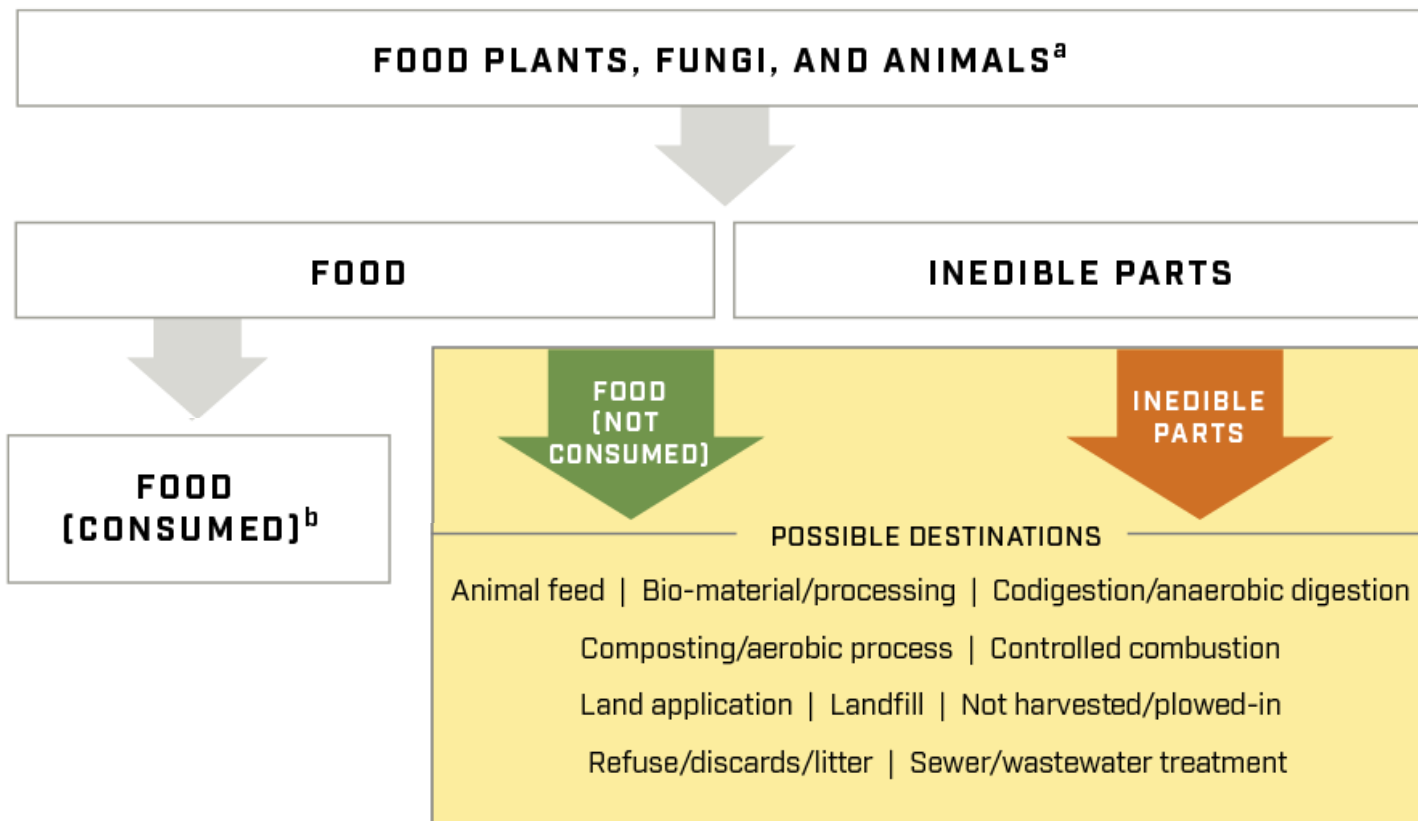 FOOD PLANTS, FUNGI, AND ANIMALSᵃ
FOOD
INEDIBLE PARTS
FOOD
(CONSUMED)ᵇ
FOOD
(NOT
CONSUMED)
INEDIBLE
PARTS
POSSIBLE DESTINATIONS
Animal feed | Bio-material/processing | Codigestion/anaerobic digestion
Composting/aerobic process | Controlled combustion
Land application | Landfill | Not harvested/plowed-in
Refuse/discards/litter | Sewer/wastewater treatment